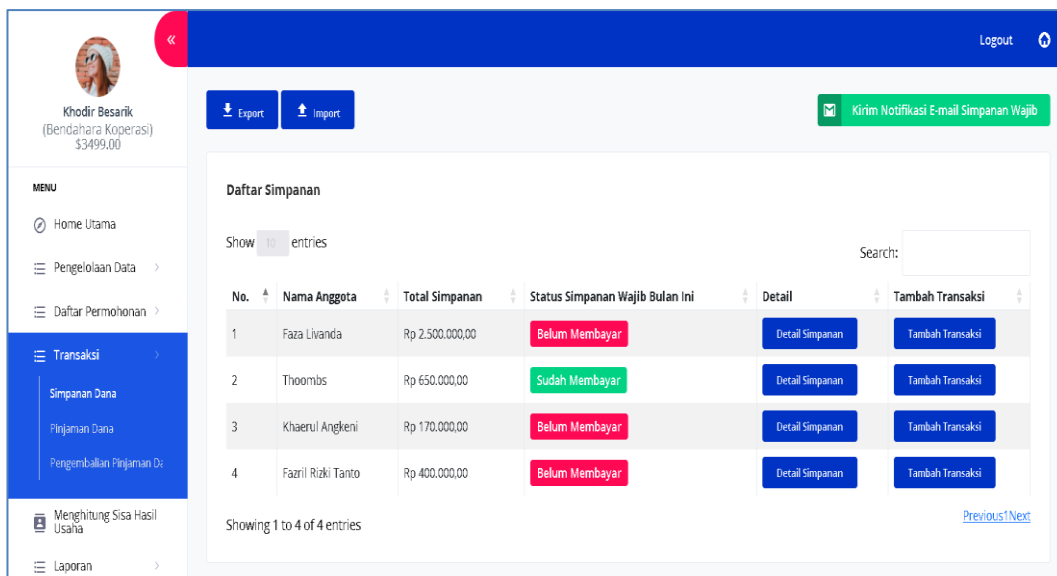 «
Logout
Khodir Besarik
(Bendahara Koperasi)
$3499.00
Export
Import
Kirim Notifikasi E-mail Simpanan Wajib
MENU
Home Utama
Pengelolaan Data >
Daftar Permohonan >
Transaksi >
Simpanan Dana
Pinjaman Dana
Pengembalian Pinjaman Da
Menghitung Sisa Hasil
Usaha
Laporan >
Daftar Simpanan
Show 10 entries
Search:
No. Nama Anggota Total Simpanan Status Simpanan Wajib Bulan Ini Detail Tambah Transaksi
1 Faza Livanda Rp 2.500.000,00 Belum Membayar Detail Simpanan Tambah Transaksi
2 Thoombs Rp 650.000,00 Sudah Membayar Detail Simpanan Tambah Transaksi
3 Khaerul Angkeni Rp 170.000,00 Belum Membayar Detail Simpanan Tambah Transaksi
4 Fazril Rizki Tanto Rp 400.000,00 Belum Membayar Detail Simpanan Tambah Transaksi
Showing 1 to 4 of 4 entries
Previous1Next